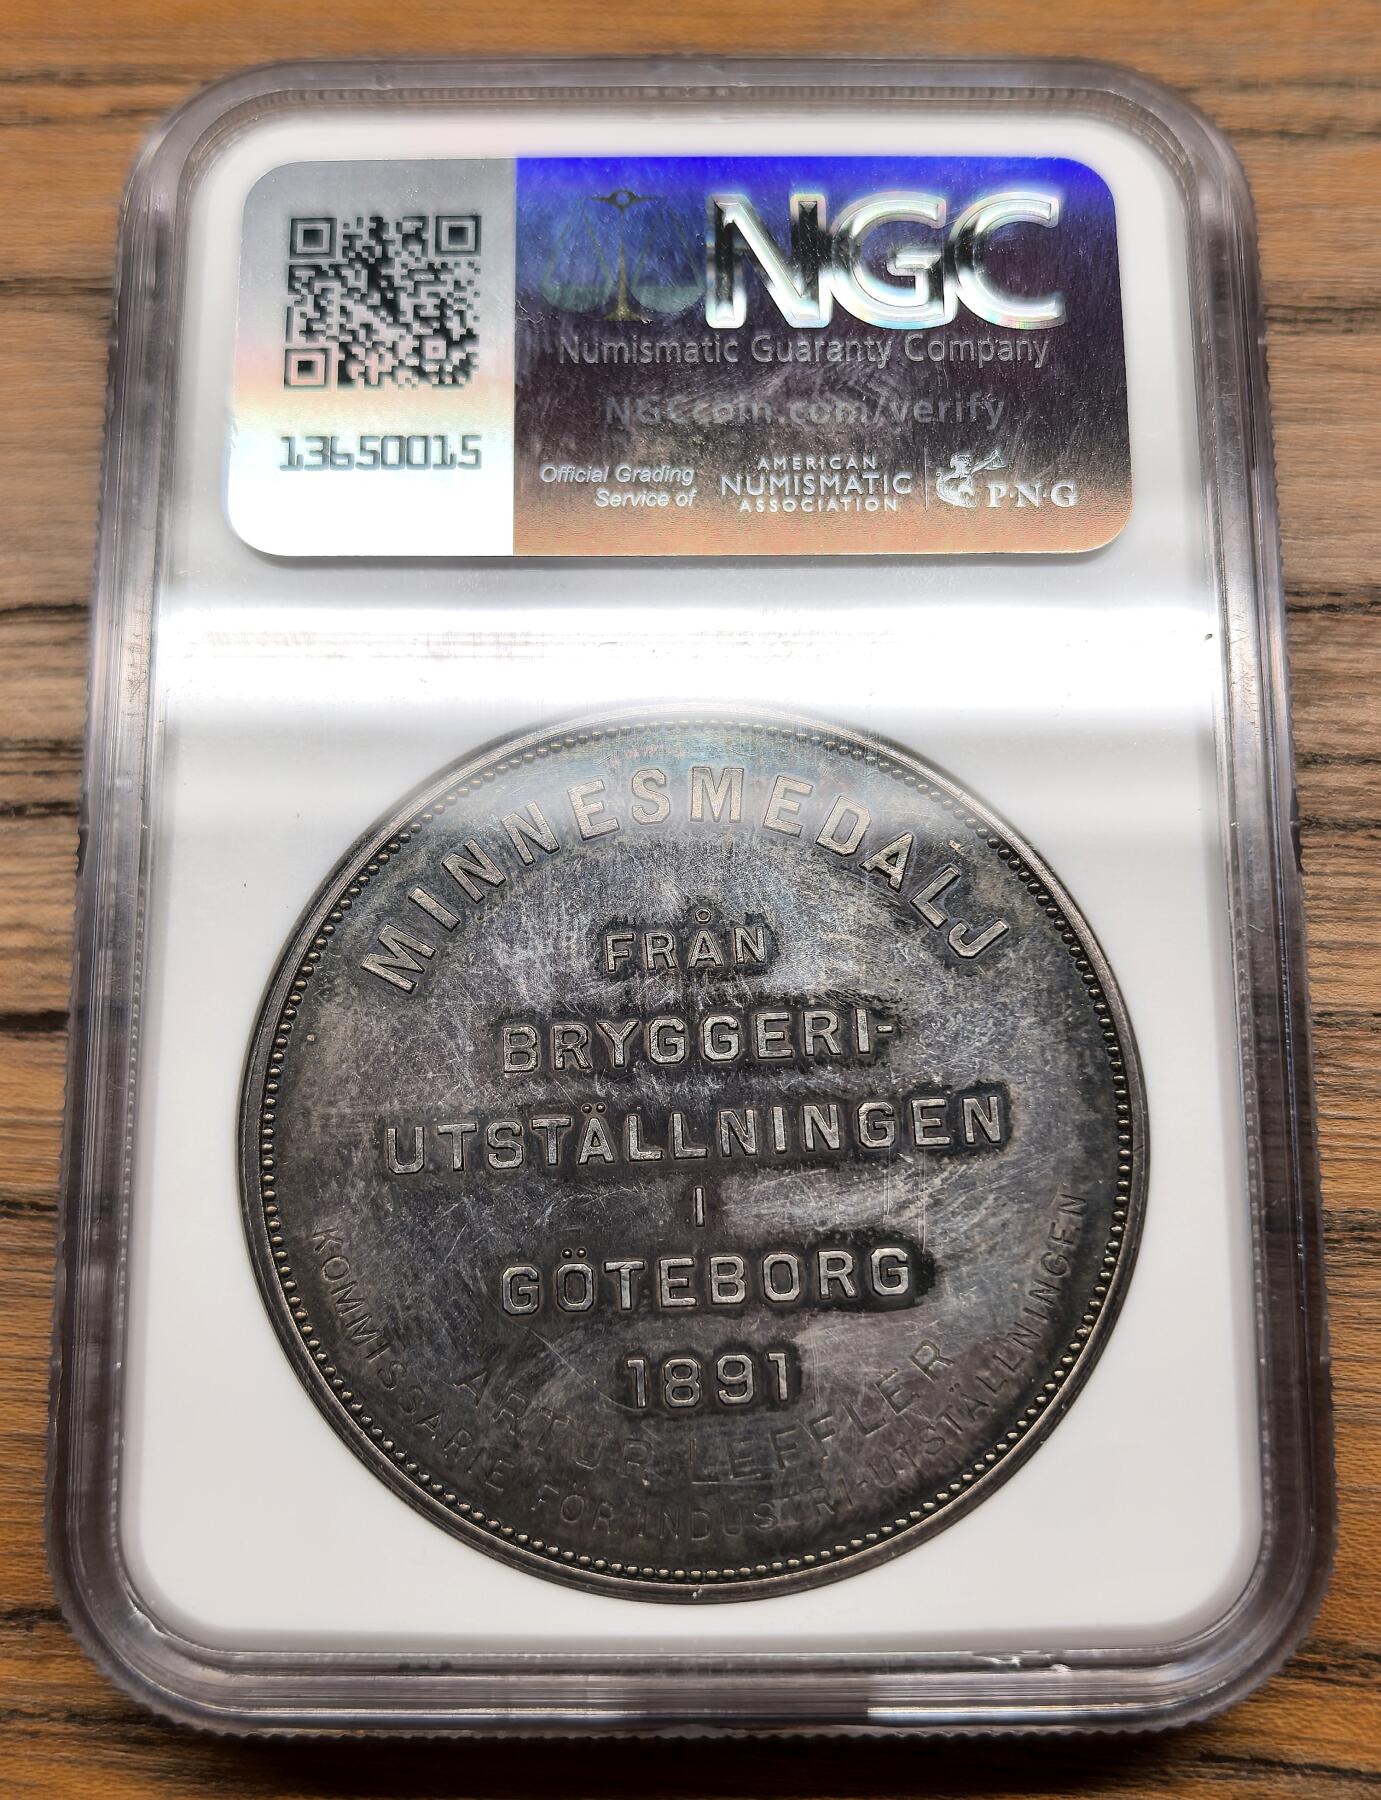 NGC
Numismatic Guaranty Company
NGCcoin.com/verify
13650015
Official Grading
Service of
AMERICAN
NUMISMATIC
ASSOCIATION
P·N·G
MINNESMEDALJ
FRÅN
BRYGGERI-
UTSTÄLLNINGEN
I
GÖTEBORG
1891
ARTUR LEFFLER
KOMMISSARIE FÖR INDUSTRI-UTSTÄLLNINGEN